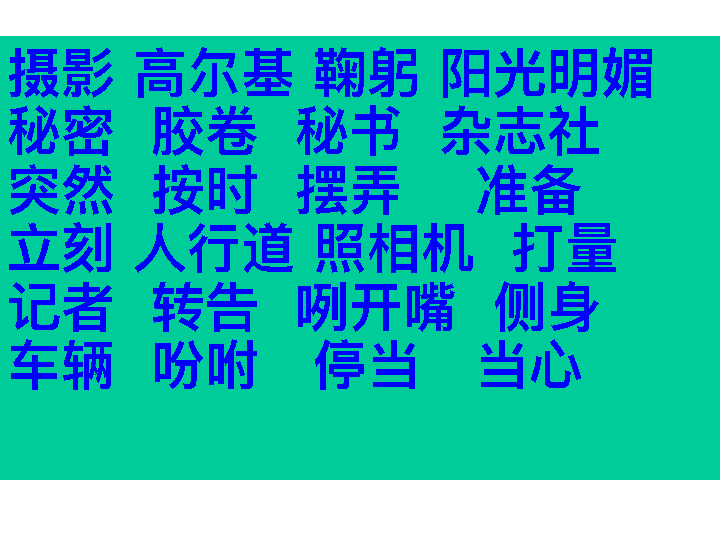 摄影 高尔基 鞠躬 阳光明媚
秘密 胶卷 秘书 杂志社
突然 按时 摆弄 准备
立刻 人行道 照相机 打量
记者 转告 咧开嘴 侧身
车辆 吩咐 停当 当心